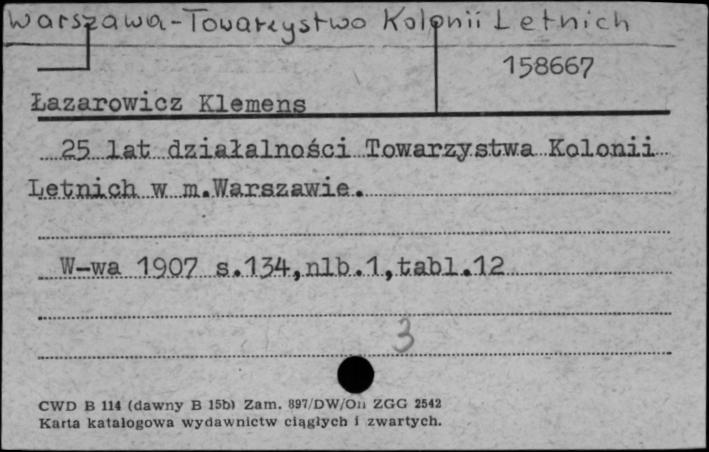 Warszawa-Towarzystwo Kolonii Letnich
158667
Łazarowicz Klemens
25 lat działalności Towarzystwa Kolonii
Letnich w m.Warszawie.
W-wa 1907 s.134,nlb.1,tabl.12
3
CWD B 114 (dawny B 15b) Zam. 897/DW/On ZGG 2542
Karta katalogowa wydawnictw ciągłych i zwartych.